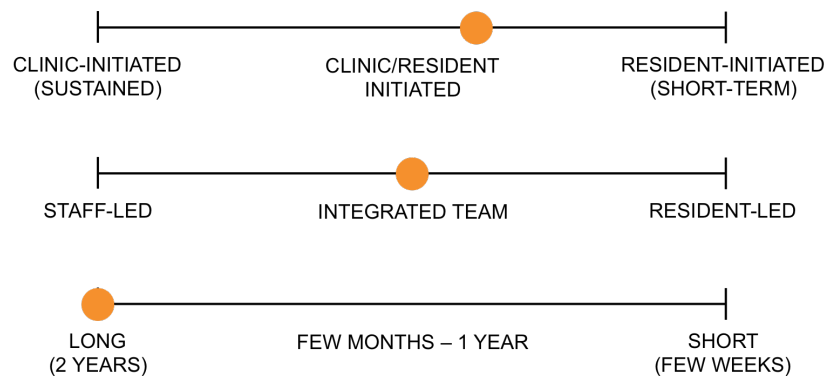 CLINIC-INITIATED
(SUSTAINED)
CLINIC/RESIDENT
INITIATED
RESIDENT-INITIATED
(SHORT-TERM)
STAFF-LED
INTEGRATED TEAM
RESIDENT-LED
LONG
(2 YEARS)
FEW MONTHS – 1 YEAR
SHORT
(FEW WEEKS)